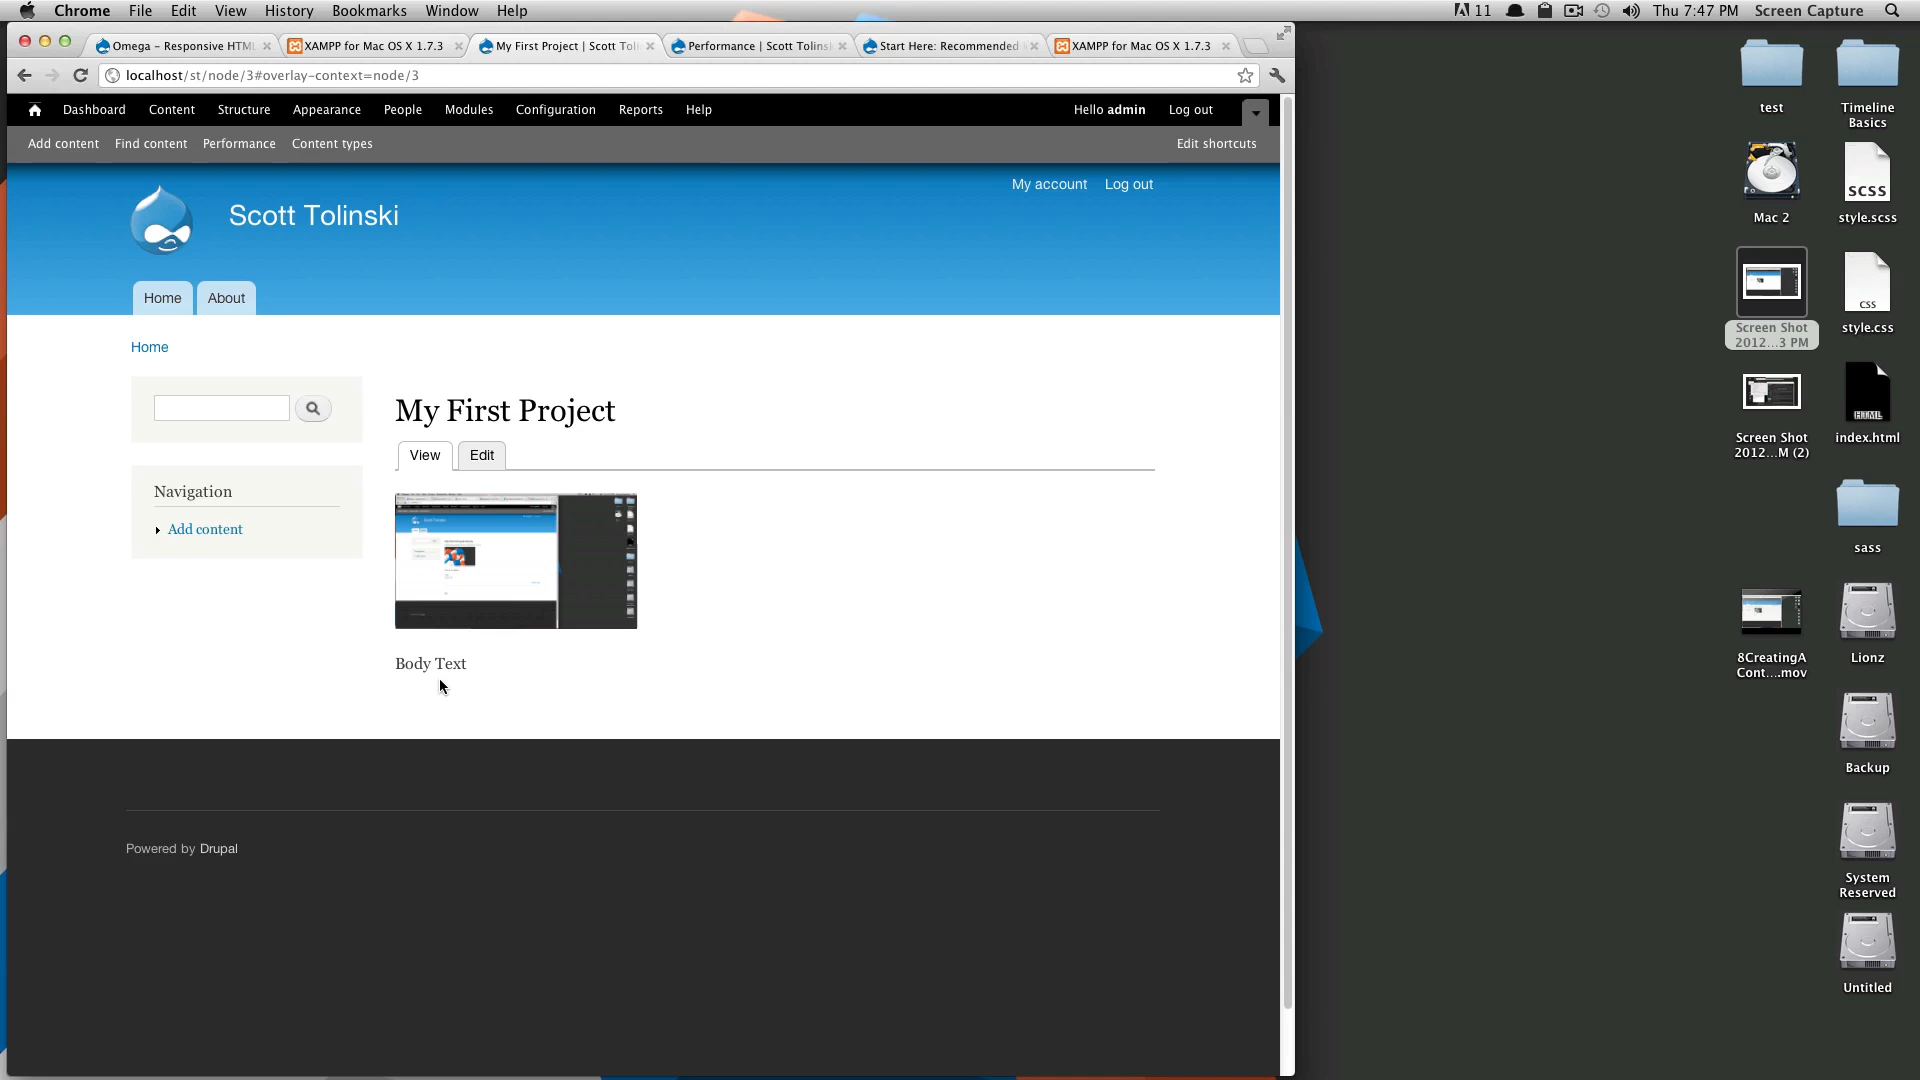 Chrome File Edit View History Bookmarks Window Help
11 Thu 7:47 PM Screen Capture
Omega – Responsive HTML
XAMPP for Mac OS X 1.7.3
My First Project | Scott Toli
Performance | Scott Tolinsl
Start Here: Recommended
XAMPP for Mac OS X 1.7.3
localhost/st/node/3#overlay-context=node/3
Dashboard Content Structure Appearance People Modules Configuration Reports Help
Hello admin Log out
Add content Find content Performance Content types
Edit shortcuts
My account Log out
Scott Tolinski
Home About
Home
My First Project
View Edit
Navigation
Add content
Body Text
Powered by Drupal
test
Timeline
Basics
Mac 2
SCSS
style.scss
Screen Shot
2012...3 PM
css
style.css
Screen Shot
2012...M (2)
HTML
index.html
sass
8CreatingA
Cont....mov
Lionz
Backup
System
Reserved
Untitled